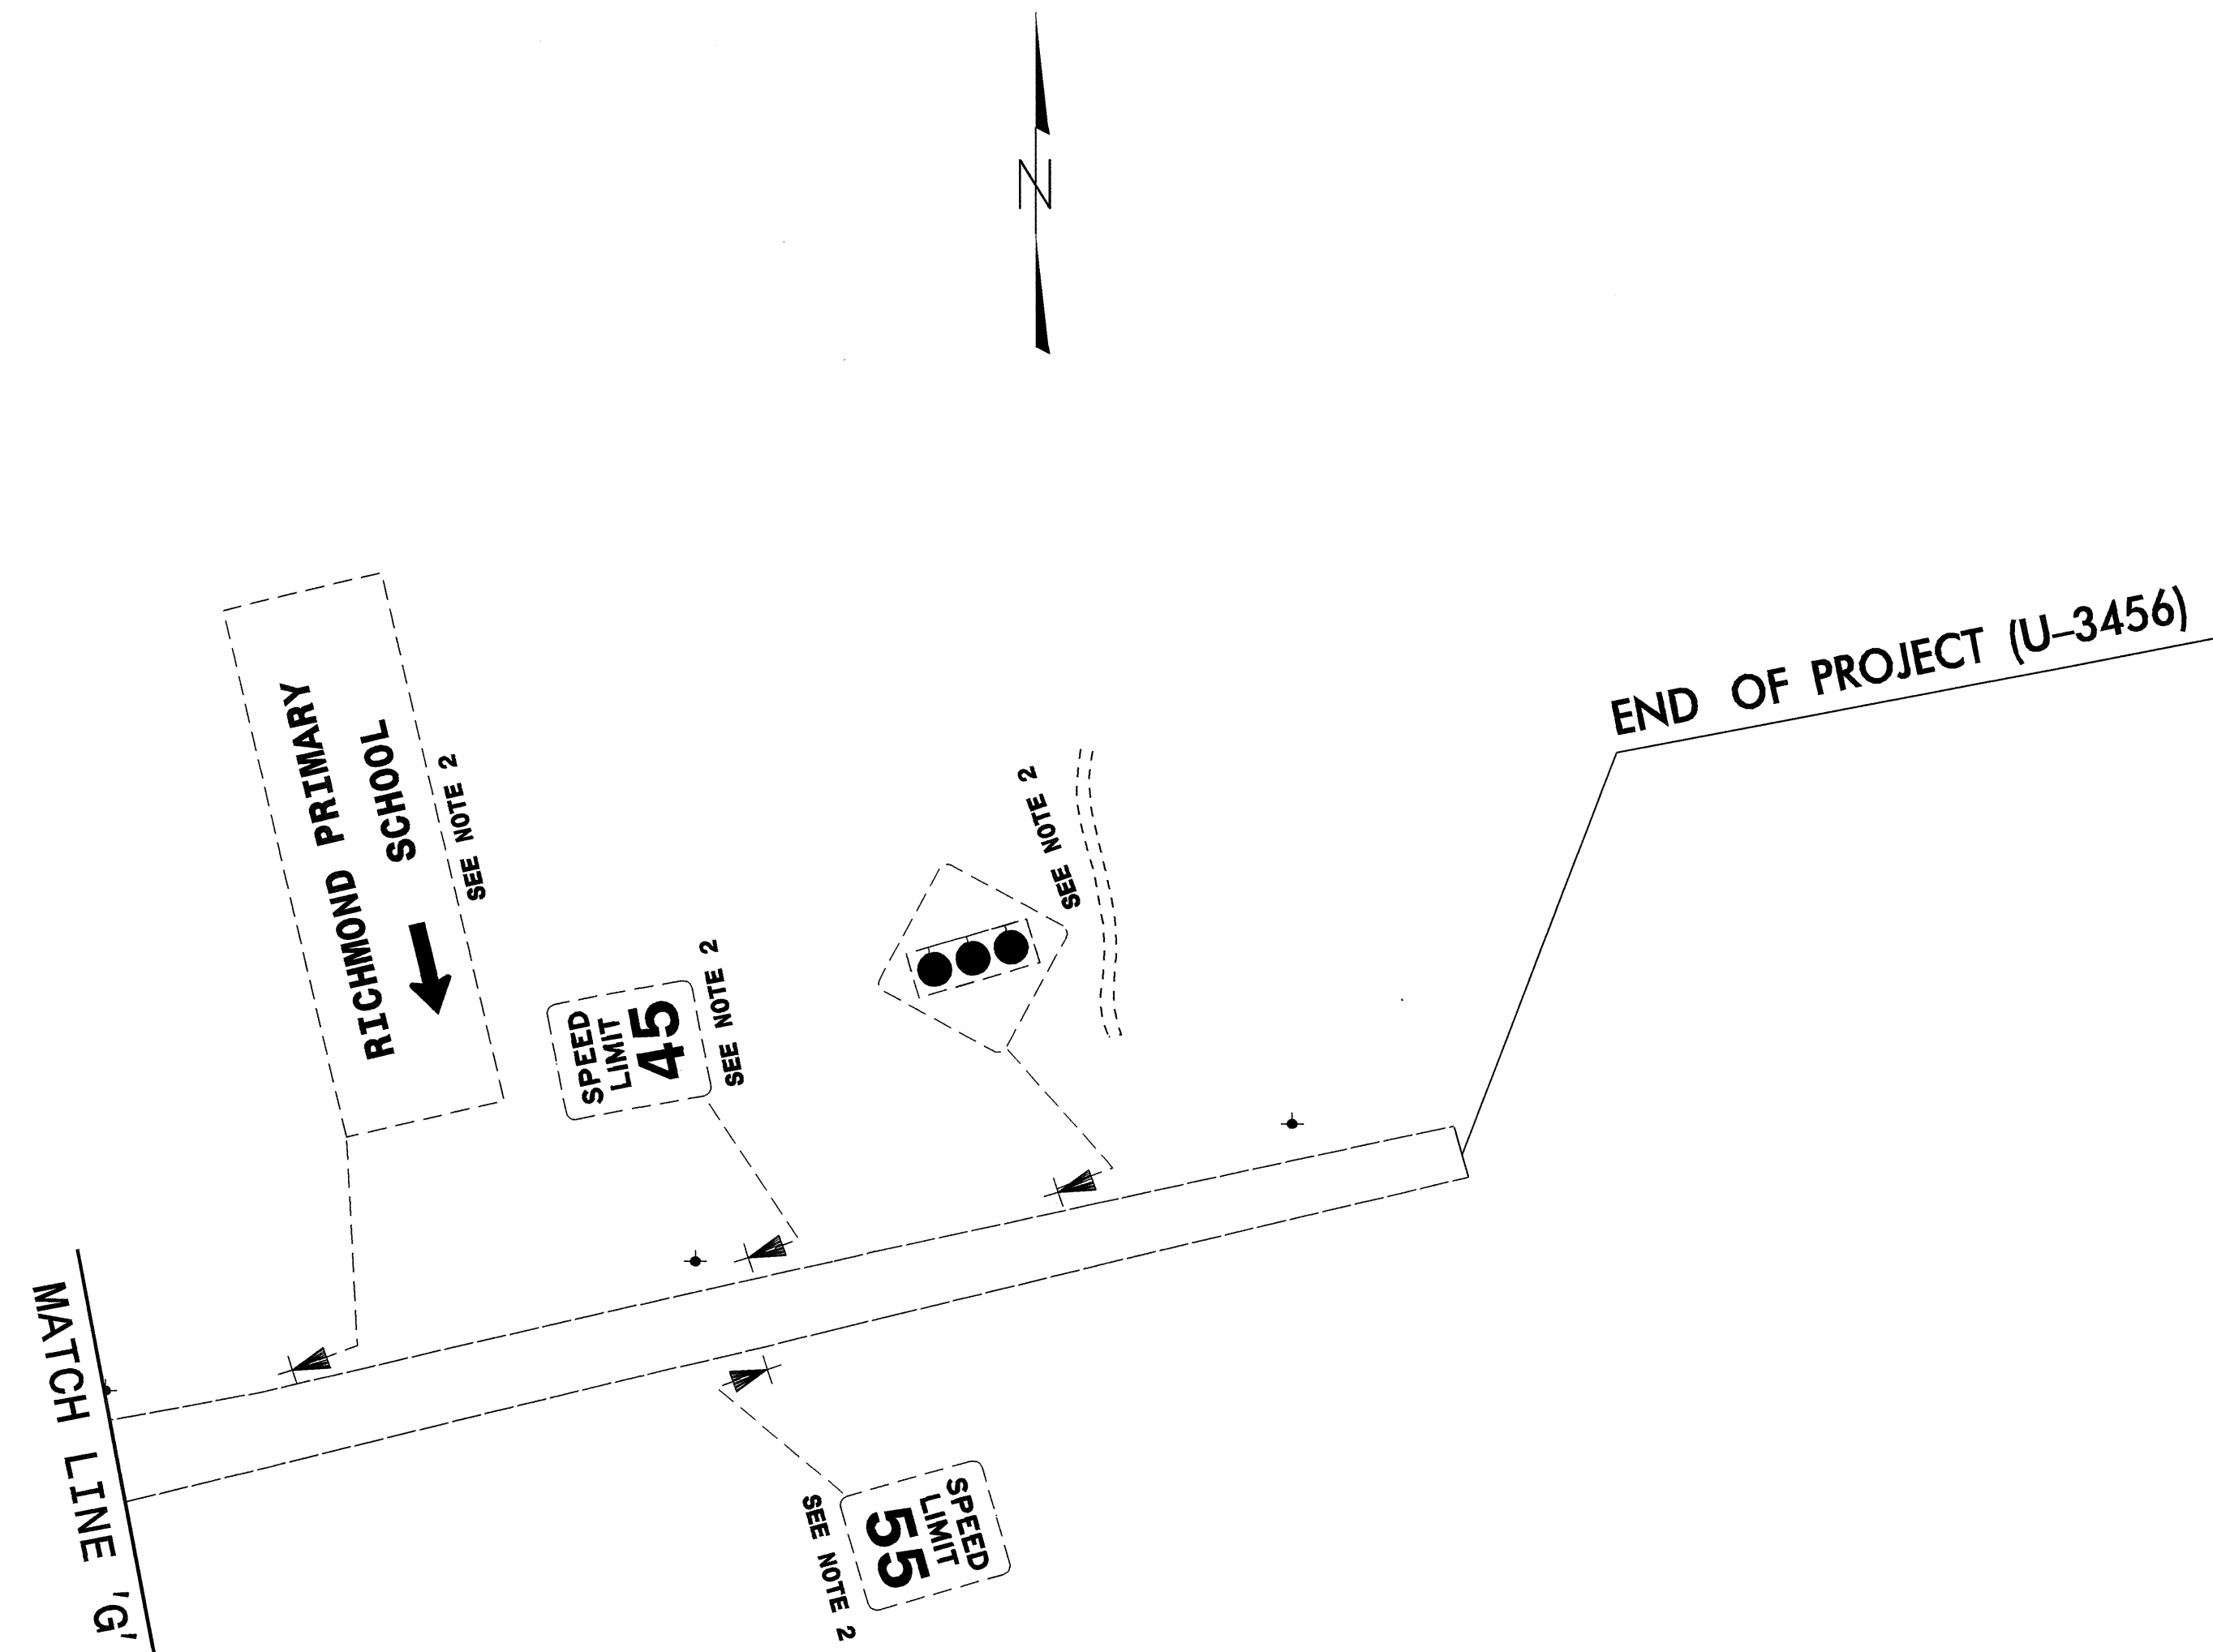 N
END OF PROJECT (U-3456)
RICHMOND PRIMARY
SCHOOL
SEE NOTE 2
SPEED
LIMIT
45
SEE NOTE 2
SEE NOTE 2
SPEED
LIMIT
55
SEE NOTE 2
MATCH LINE 'G'